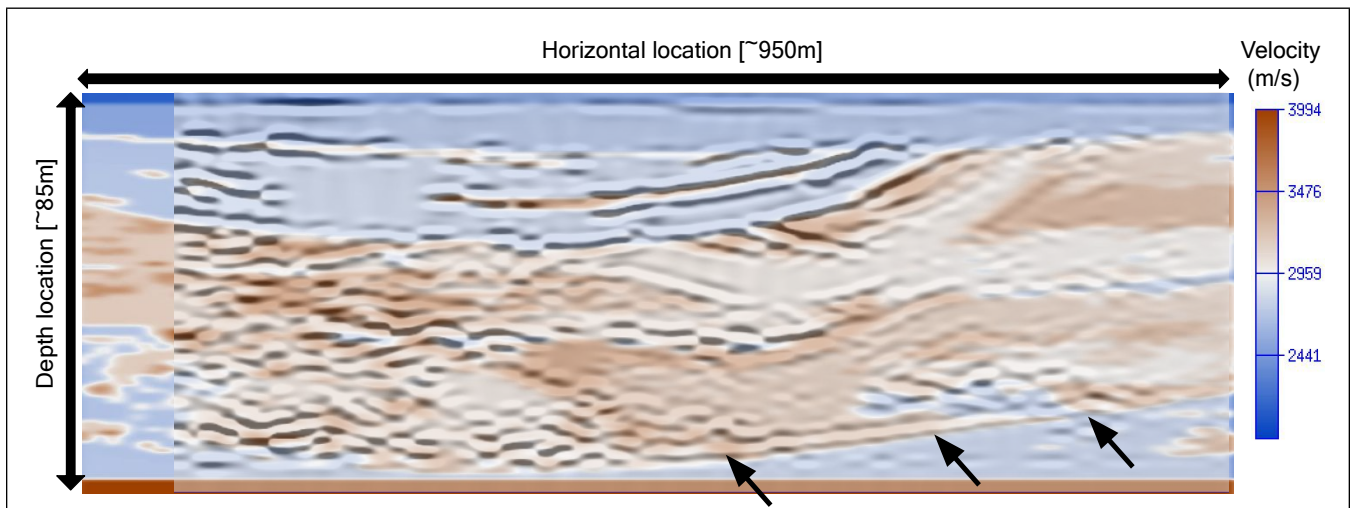 Horizontal location [~950m]
Velocity
(m/s)
Depth location [~85m]
3994
3476
2959
2441